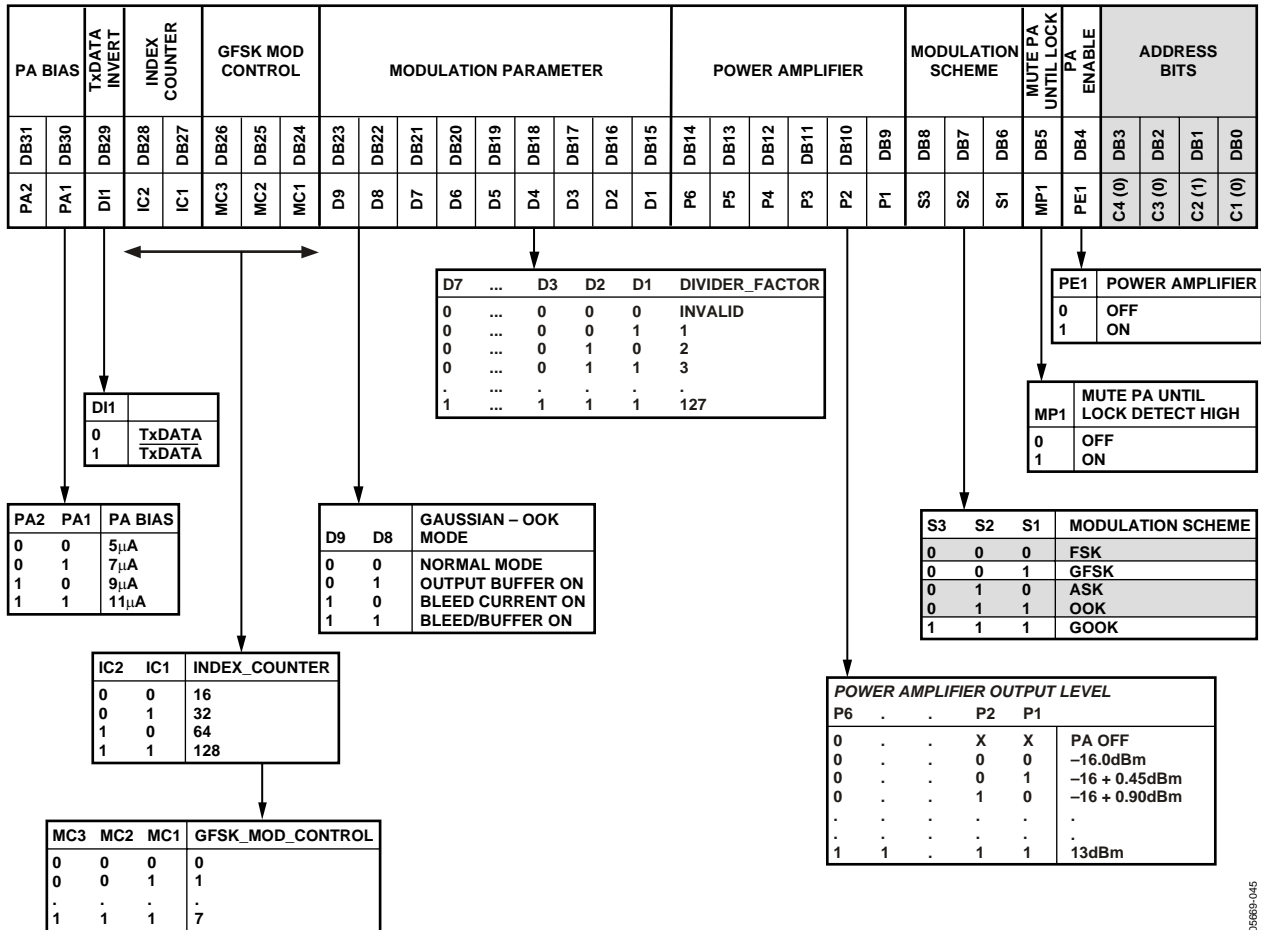 PA BIAS
TxDATA INVERT
INDEX COUNTER
GFSK MOD CONTROL
MODULATION PARAMETER
POWER AMPLIFIER
MODULATION SCHEME
MUTE PA UNTIL LOCK
PA ENABLE
ADDRESS BITS
DB31 DB30 DB29 DB28 DB27 DB26 DB25 DB24 DB23 DB22 DB21 DB20 DB19 DB18 DB17 DB16 DB15 DB14 DB13 DB12 DB11 DB10 DB9 DB8 DB7 DB6 DB5 DB4 DB3 DB2 DB1 DB0
PA2 PA1 DI1 IC2 IC1 MC3 MC2 MC1 D9 D8 D7 D6 D5 D4 D3 D2 D1 P6 P5 P4 P3 P2 P1 S3 S2 S1 MP1 PE1 C4 (0) C3 (0) C2 (1) C1 (0)
D7 ... D3 D2 D1 DIVIDER_FACTOR
0 ... 0 0 0 INVALID
0 ... 0 0 1 1
0 ... 0 1 0 2
0 ... 0 1 1 3
. ... . . . .
1 ... 1 1 1 127
PE1 POWER AMPLIFIER
0 OFF
1 ON
DI1
0 TxDATA
1 TxDATA
MP1 MUTE PA UNTIL LOCK DETECT HIGH
0 OFF
1 ON
PA2 PA1 PA BIAS
0 0 5µA
0 1 7µA
1 0 9µA
1 1 11µA
D9 D8 GAUSSIAN – OOK MODE
0 0 NORMAL MODE
0 1 OUTPUT BUFFER ON
1 0 BLEED CURRENT ON
1 1 BLEED/BUFFER ON
S3 S2 S1 MODULATION SCHEME
0 0 0 FSK
0 0 1 GFSK
0 1 0 ASK
0 1 1 OOK
1 1 1 GOOK
IC2 IC1 INDEX_COUNTER
0 0 16
0 1 32
1 0 64
1 1 128
POWER AMPLIFIER OUTPUT LEVEL
P6 . . P2 P1
0 . . X X PA OFF
0 . . 0 0 –16.0dBm
0 . . 0 1 –16 + 0.45dBm
0 . . 1 0 –16 + 0.90dBm
. . . . . .
. . . . . .
1 1 . 1 1 13dBm
MC3 MC2 MC1 GFSK_MOD_CONTROL
0 0 0 0
0 0 1 1
. . . .
1 1 1 7
05669-045